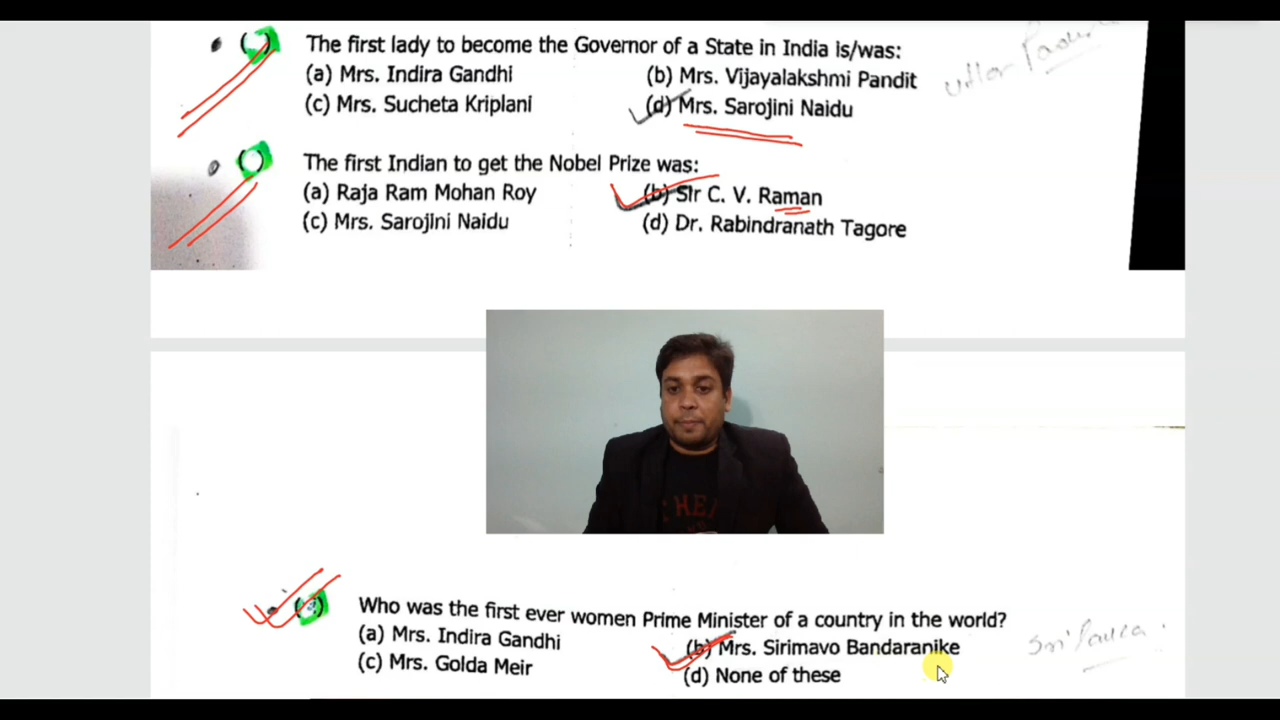 The first lady to become the Governor of a State in India is/was:
(a) Mrs. Indira Gandhi (b) Mrs. Vijayalakshmi Pandit
(c) Mrs. Sucheta Kriplani (d) Mrs. Sarojini Naidu
The first Indian to get the Nobel Prize was:
(a) Raja Ram Mohan Roy (b) Sir C. V. Raman
(c) Mrs. Sarojini Naidu (d) Dr. Rabindranath Tagore
Who was the first ever women Prime Minister of a country in the world?
(a) Mrs. Indira Gandhi (b) Mrs. Sirimavo Bandaranike
(c) Mrs. Golda Meir (d) None of these